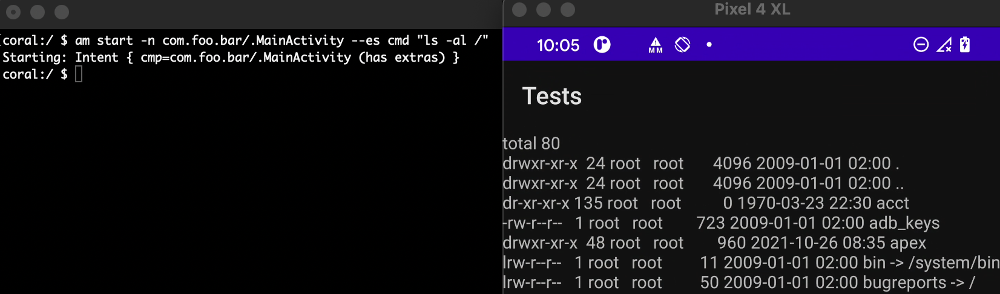 coral:/ $ am start -n com.foo.bar/.MainActivity --es cmd "ls -al /"
Starting: Intent { cmp=com.foo.bar/.MainActivity (has extras) }
coral:/ $
Pixel 4 XL
10:05 MM
Tests
total 80
drwxr-xr-x 24 root root 4096 2009-01-01 02:00 .
drwxr-xr-x 24 root root 4096 2009-01-01 02:00 ..
dr-xr-xr-x 135 root root 0 1970-03-23 22:30 acct
-rw-r--r-- 1 root root 723 2009-01-01 02:00 adb_keys
drwxr-xr-x 48 root root 960 2021-10-26 08:35 apex
lrw-r--r-- 1 root root 11 2009-01-01 02:00 bin -> /system/bin
lrw-r--r-- 1 root root 50 2009-01-01 02:00 bugreports -> /